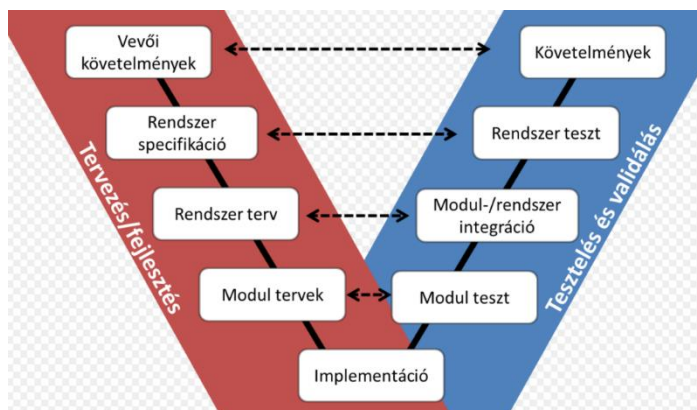 Vevői
követelmények
Követelmények
Rendszer
specifikáció
Rendszer teszt
Rendszer terv
Modul-/rendszer
integráció
Modul tervek
Modul teszt
Implementáció
Tervezés/fejlesztés
Tesztelés és validálás